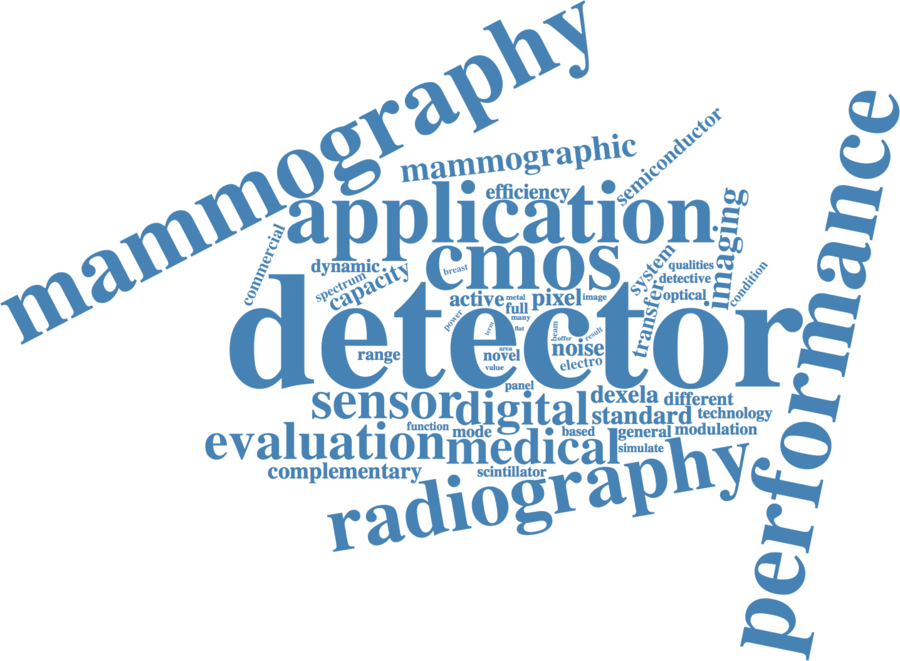 mammography
performance
mammographic
semiconductor
efficiency
application
imaging
commercial
cmos
system
dynamic
breast
qualities
condition
spectrum
capacity
detective
transfer
optical
active
metal
pixel
image
full
many
power
term
flat
beam
offer
result
detector
range
area
novel
noise
value
electro
panel
sensor
digital
dexela
different
standard
technology
function
mode
based
general
modulation
evaluation
medical
simulate
complementary
scintillator
radiography